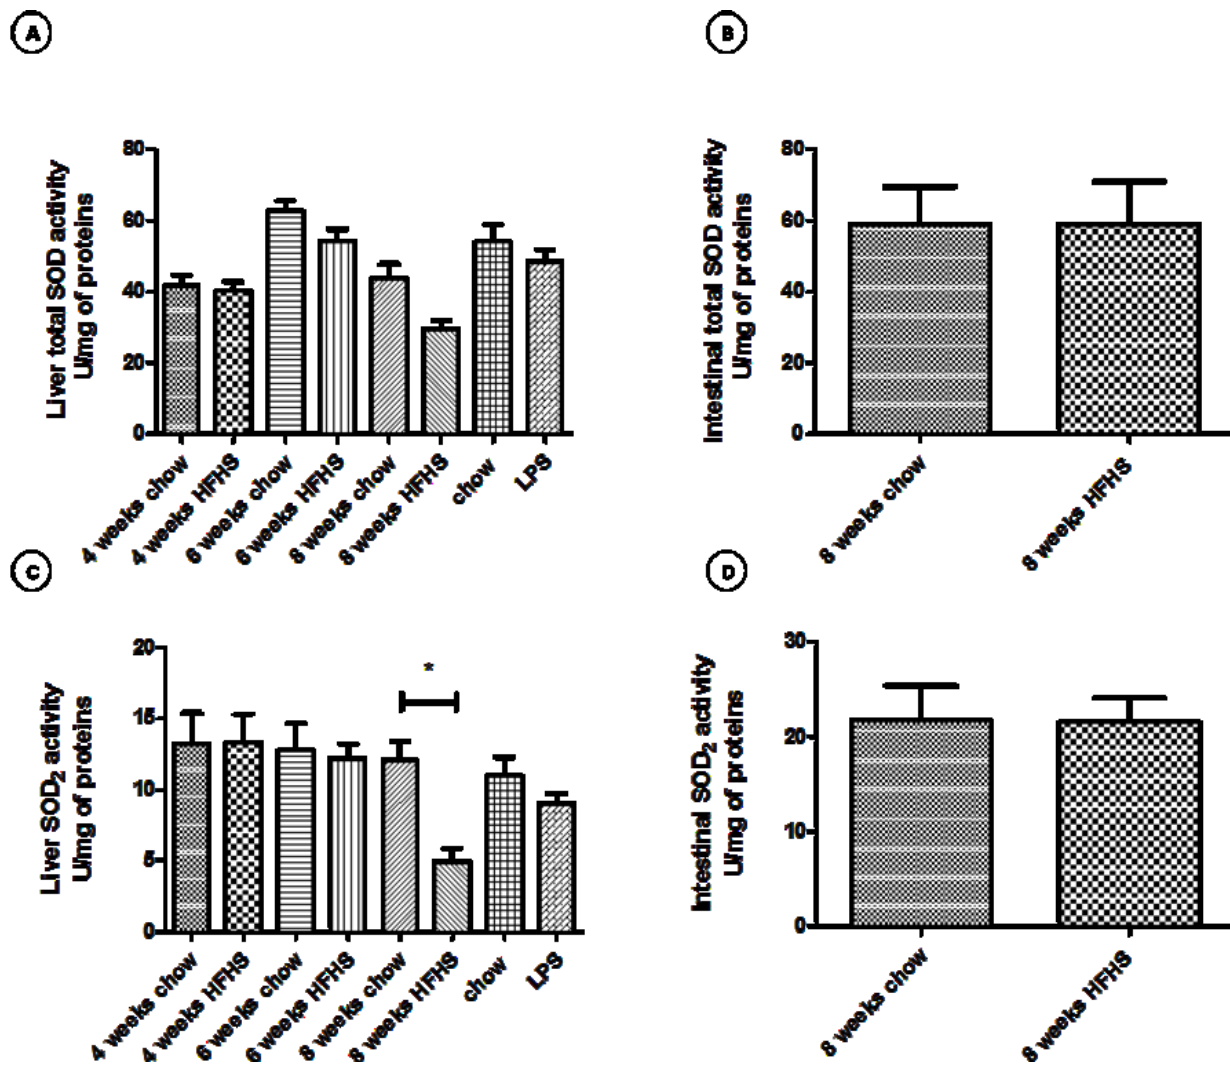 A
Liver total SOD activity
U/mg of proteins
80
60
40
20
0
4 weeks chow
4 weeks HFHS
6 weeks chow
6 weeks HFHS
8 weeks chow
8 weeks HFHS
chow
LPS
B
Intestinal total SOD activity
U/mg of proteins
80
60
40
20
0
8 weeks chow
8 weeks HFHS
C
Liver SOD₂ activity
U/mg of proteins
20
15
10
5
0
*
4 weeks chow
4 weeks HFHS
6 weeks chow
6 weeks HFHS
8 weeks chow
8 weeks HFHS
chow
LPS
D
Intestinal SOD₂ activity
U/mg of proteins
30
20
10
0
8 weeks chow
8 weeks HFHS